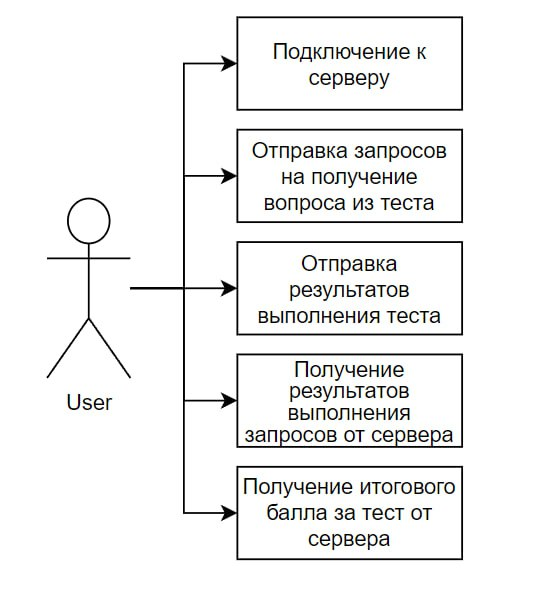 Подключение к
серверу
Отправка запросов
на получение
вопроса из теста
Отправка
результатов
выполнения теста
Получение
результатов
выполнения
запросов от сервера
Получение итогового
балла за тест от
сервера
User